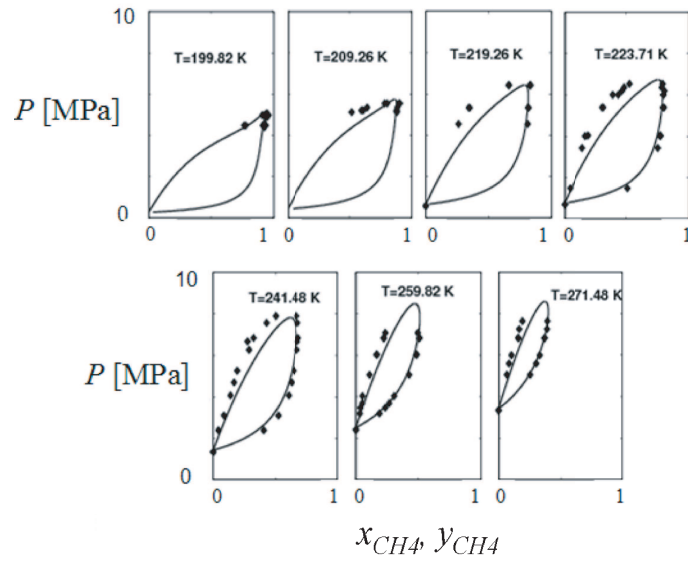 10
T=199.82 K
T=209.26 K
T=219.26 K
T=223.71 K
P [MPa]
0
0 1 0 1 0 1 0 1
10
T=241.48 K
T=259.82 K
T=271.48 K
P [MPa]
0
0 1 0 1 0 1
xCH4, yCH4